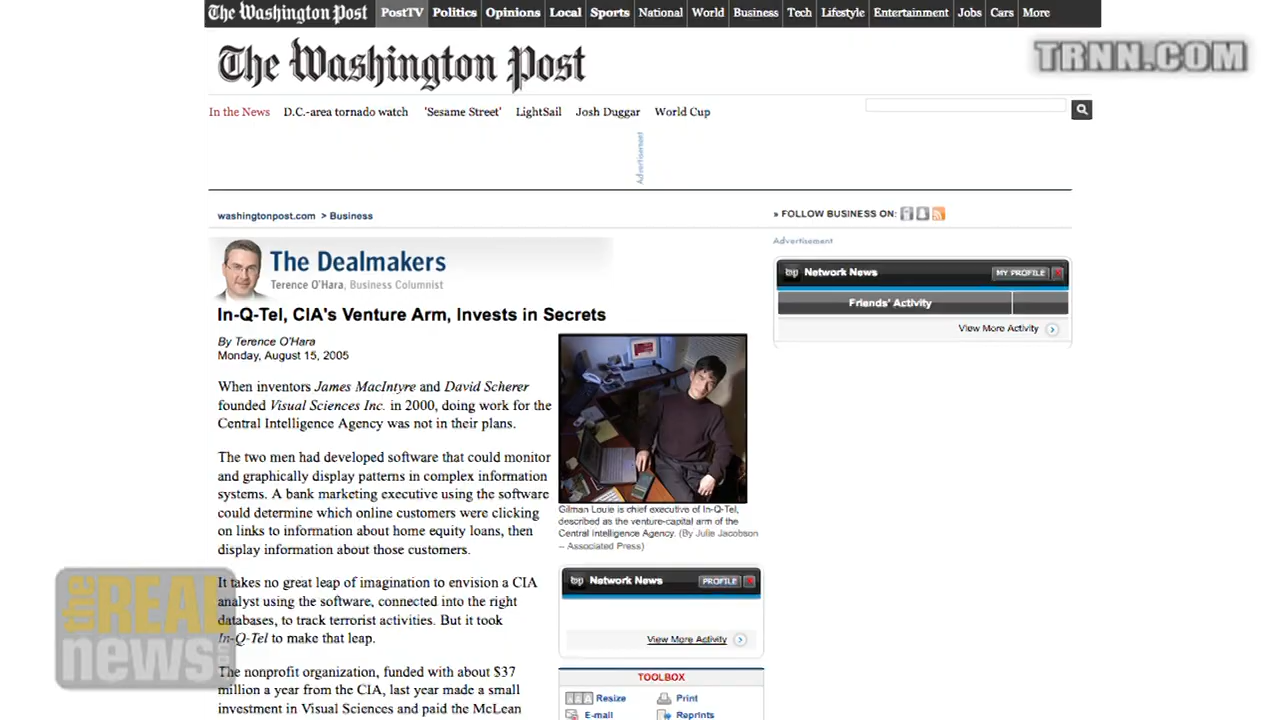 The Washington Post PostTV Politics Opinions Local Sports National World Business Tech Lifestyle Entertainment Jobs Cars More
The Washington Post
TRNN.COM
In the News D.C.-area tornado watch 'Sesame Street' LightSail Josh Duggar World Cup
Advertisement
washingtonpost.com > Business
» FOLLOW BUSINESS ON:
Advertisement
The Dealmakers
Terence O'Hara, Business Columnist
wp Network News MY PROFILE X
Friends' Activity
View More Activity
In-Q-Tel, CIA's Venture Arm, Invests in Secrets
By Terence O'Hara
Monday, August 15, 2005
When inventors James MacIntyre and David Scherer
founded Visual Sciences Inc. in 2000, doing work for the
Central Intelligence Agency was not in their plans.
The two men had developed software that could monitor
and graphically display patterns in complex information
systems. A bank marketing executive using the software
could determine which online customers were clicking
on links to information about home equity loans, then
display information about those customers.
It takes no great leap of imagination to envision a CIA
analyst using the software, connected into the right
databases, to track terrorist activities. But it took
In-Q-Tel to make that leap.
The nonprofit organization, funded with about $37
million a year from the CIA, last year made a small
investment in Visual Sciences and paid the McLean
Gilman Louie is chief executive of In-Q-Tel,
described as the venture-capital arm of the
Central Intelligence Agency. (By Julie Jacobson
-- Associated Press)
wp Network News PROFILE X
View More Activity
TOOLBOX
AAA Resize Print
E-mail Reprints
the REAL
news.com